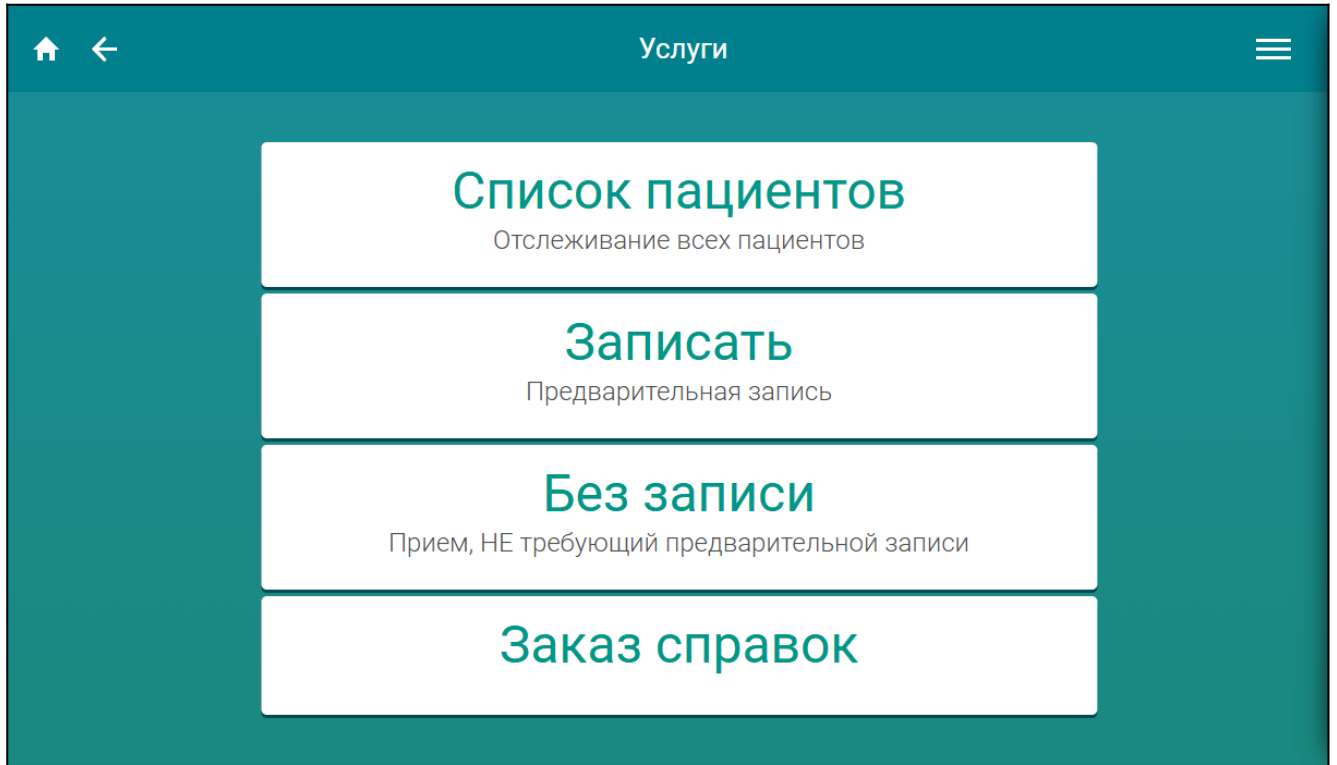 Услуги
Список пациентов
Отслеживание всех пациентов
Записать
Предварительная запись
Без записи
Прием, НЕ требующий предварительной записи
Заказ справок